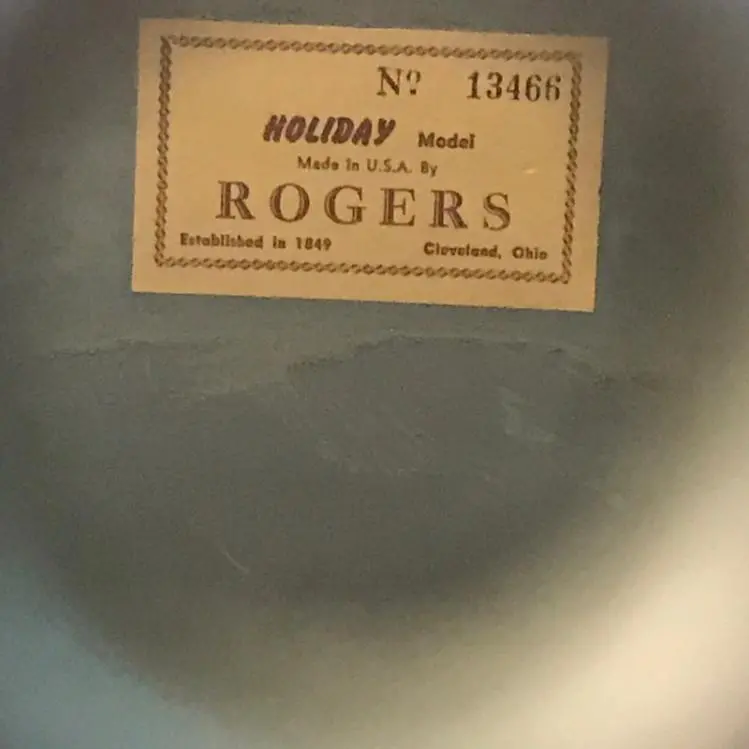 Nº 13466
HOLIDAY Model
Made in U.S.A. By
ROGERS
Established in 1849 Cleveland, Ohio